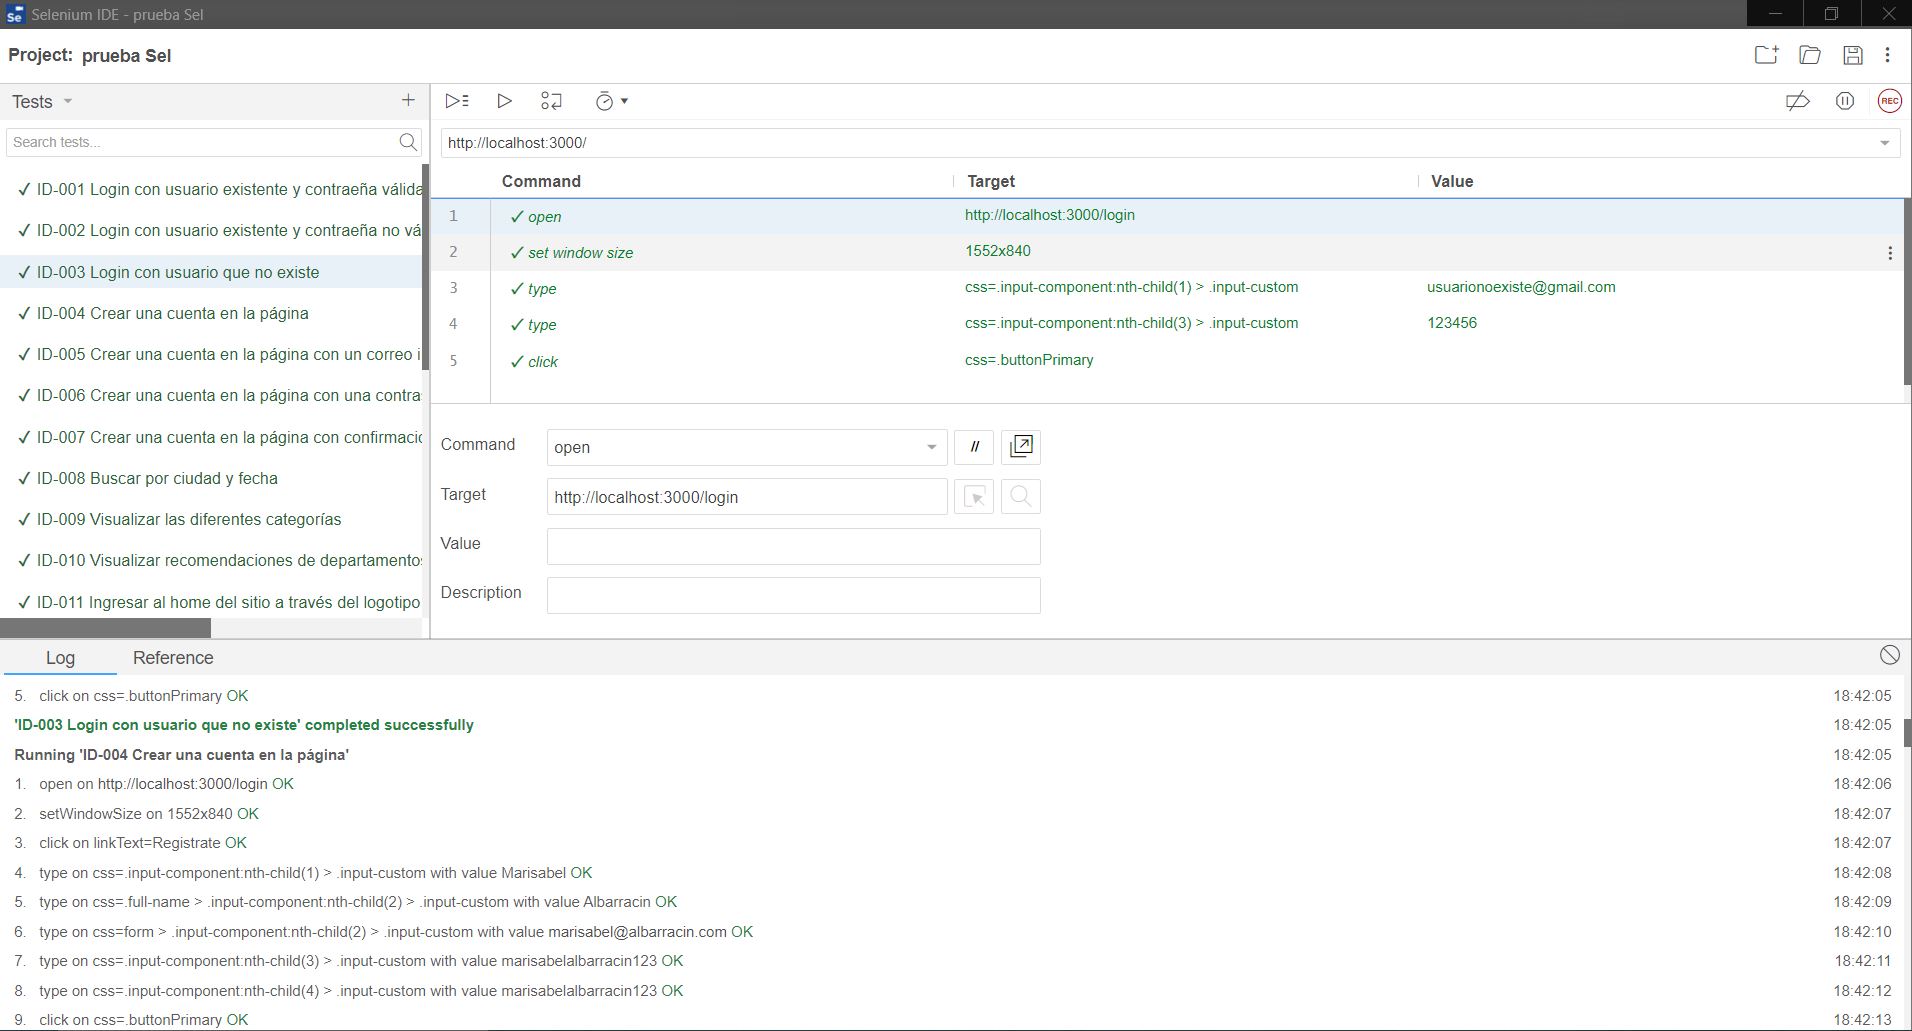 Selenium IDE - prueba Sel
Project: prueba Sel
Tests
Search tests...
✓ ID-001 Login con usuario existente y contraeña válida
✓ ID-002 Login con usuario existente y contraeña no vá
✓ ID-003 Login con usuario que no existe
✓ ID-004 Crear una cuenta en la página
✓ ID-005 Crear una cuenta en la página con un correo i
✓ ID-006 Crear una cuenta en la página con una contra
✓ ID-007 Crear una cuenta en la página con confirmació
✓ ID-008 Buscar por ciudad y fecha
✓ ID-009 Visualizar las diferentes categorías
✓ ID-010 Visualizar recomendaciones de departamentos
✓ ID-011 Ingresar al home del sitio a través del logotipo
REC
http://localhost:3000/
Command Target Value
1 ✓ open http://localhost:3000/login
2 ✓ set window size 1552x840
3 ✓ type css=.input-component:nth-child(1) > .input-custom usuarionoexiste@gmail.com
4 ✓ type css=.input-component:nth-child(3) > .input-custom 123456
5 ✓ click css=.buttonPrimary
Command open //
Target http://localhost:3000/login
Value
Description
Log Reference
5. click on css=.buttonPrimary OK 18:42:05
'ID-003 Login con usuario que no existe' completed successfully 18:42:05
Running 'ID-004 Crear una cuenta en la página' 18:42:05
1. open on http://localhost:3000/login OK 18:42:06
2. setWindowSize on 1552x840 OK 18:42:07
3. click on linkText=Registrate OK 18:42:07
4. type on css=.input-component:nth-child(1) > .input-custom with value Marisabel OK 18:42:08
5. type on css=.full-name > .input-component:nth-child(2) > .input-custom with value Albarracin OK 18:42:09
6. type on css=form > .input-component:nth-child(2) > .input-custom with value marisabel@albarracin.com OK 18:42:10
7. type on css=.input-component:nth-child(3) > .input-custom with value marisabelalbarracin123 OK 18:42:11
8. type on css=.input-component:nth-child(4) > .input-custom with value marisabelalbarracin123 OK 18:42:12
9. click on css=.buttonPrimary OK 18:42:13